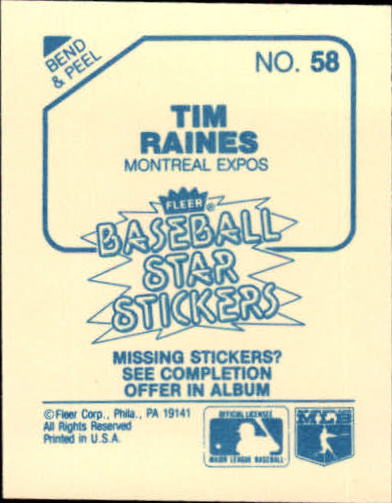 BEND
& PEEL
NO. 58
TIM
RAINES
MONTREAL EXPOS
FLEER ®
BASEBALL
STAR
STICKERS
MISSING STICKERS?
SEE COMPLETION
OFFER IN ALBUM
© Fleer Corp., Phila., PA 19141
All Rights Reserved
Printed in U.S.A.
OFFICIAL LICENSEE
MAJOR LEAGUE BASEBALL
MLB